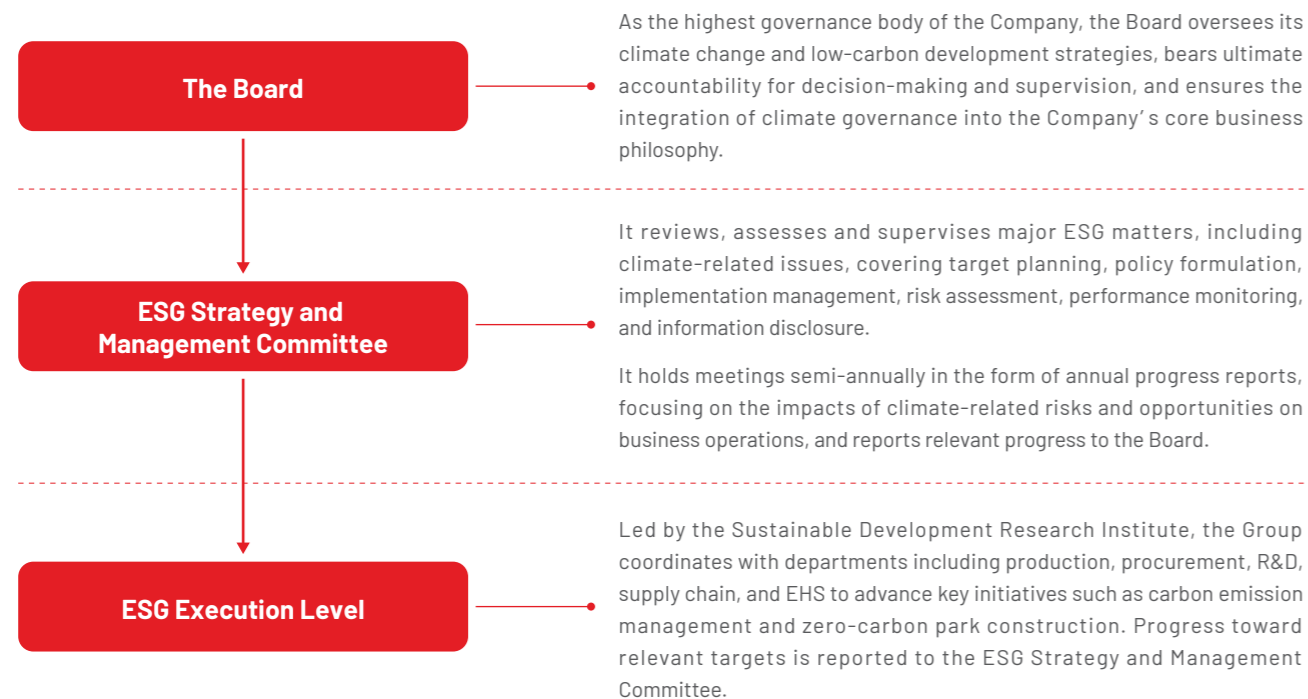 The Board
As the highest governance body of the Company, the Board oversees its
climate change and low-carbon development strategies, bears ultimate
accountability for decision-making and supervision, and ensures the
integration of climate governance into the Company’ s core business
philosophy.
ESG Strategy and
Management Committee
It reviews, assesses and supervises major ESG matters, including
climate-related issues, covering target planning, policy formulation,
implementation management, risk assessment, performance monitoring,
and information disclosure.
It holds meetings semi-annually in the form of annual progress reports,
focusing on the impacts of climate-related risks and opportunities on
business operations, and reports relevant progress to the Board.
ESG Execution Level
Led by the Sustainable Development Research Institute, the Group
coordinates with departments including production, procurement, R&D,
supply chain, and EHS to advance key initiatives such as carbon emission
management and zero-carbon park construction. Progress toward
relevant targets is reported to the ESG Strategy and Management
Committee.